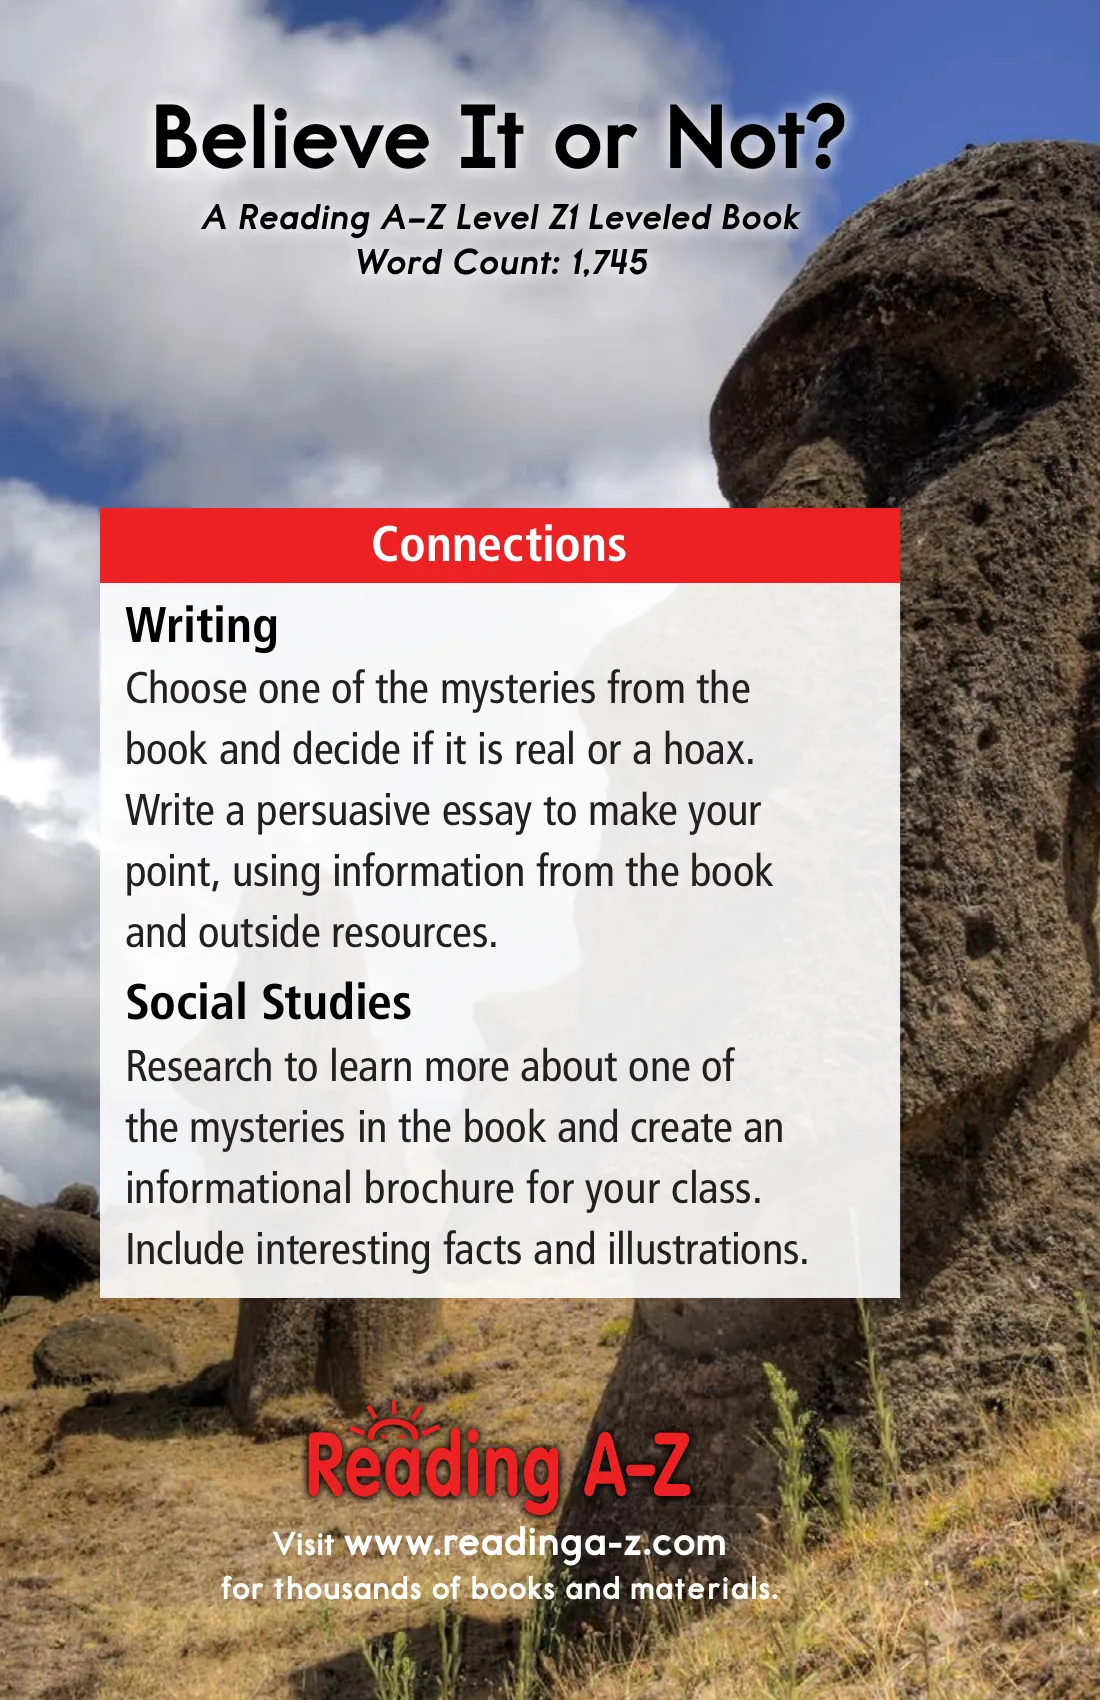 Believe It or Not?
A Reading A–Z Level Z1 Leveled Book
Word Count: 1,745
Connections
Writing
Choose one of the mysteries from the
book and decide if it is real or a hoax.
Write a persuasive essay to make your
point, using information from the book
and outside resources.
Social Studies
Research to learn more about one of
the mysteries in the book and create an
informational brochure for your class.
Include interesting facts and illustrations.
Reading A–Z
Visit www.readinga-z.com
for thousands of books and materials.